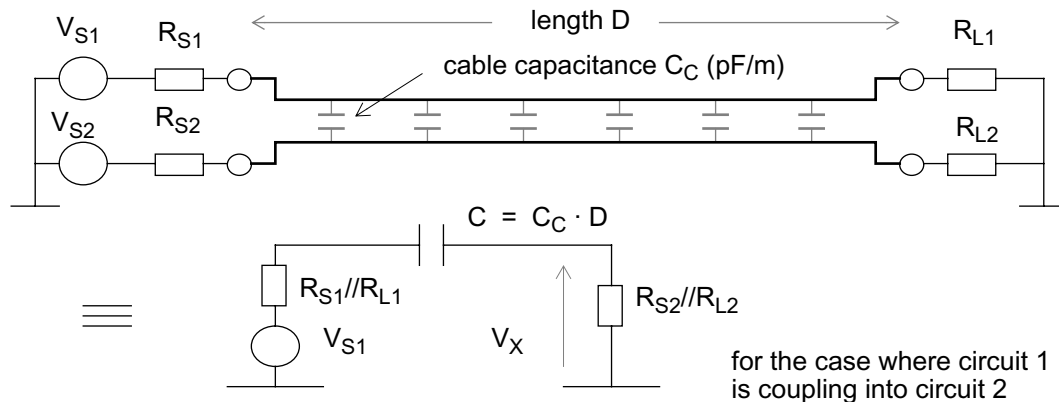 length D
V_S1
R_S1
R_L1
cable capacitance C_C (pF/m)
V_S2
R_S2
R_L2
C = C_C · D
R_S1//R_L1
R_S2//R_L2
V_S1
V_X
for the case where circuit 1
is coupling into circuit 2